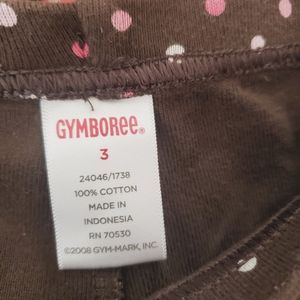 GYMBOREE®
3
24046/1738
100% COTTON
MADE IN
INDONESIA
RN 70530
©2008 GYM-MARK, INC.